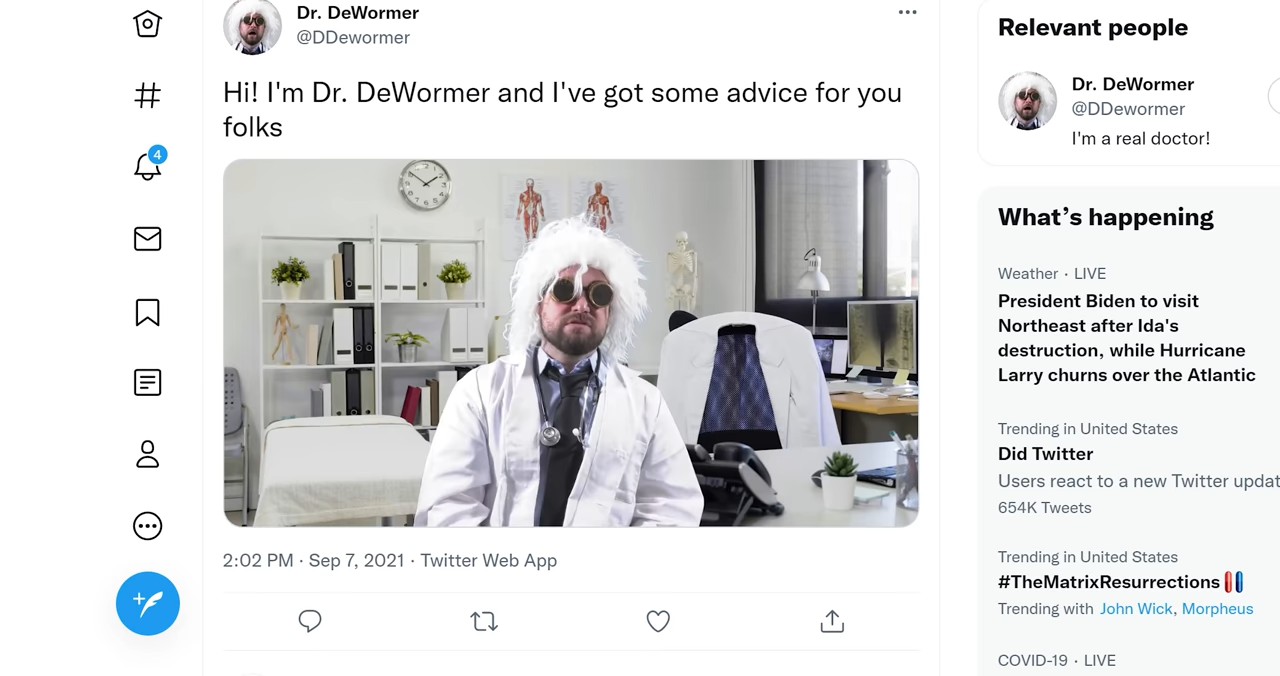 Dr. DeWormer
@DDewormer
Hi! I'm Dr. DeWormer and I've got some advice for you
folks
2:02 PM · Sep 7, 2021 · Twitter Web App
4
Relevant people
Dr. DeWormer
@DDewormer
I'm a real doctor!
What's happening
Weather · LIVE
President Biden to visit
Northeast after Ida's
destruction, while Hurricane
Larry churns over the Atlantic
Trending in United States
Did Twitter
Users react to a new Twitter updat
654K Tweets
Trending in United States
#TheMatrixResurrections
Trending with John Wick, Morpheus
COVID-19 · LIVE